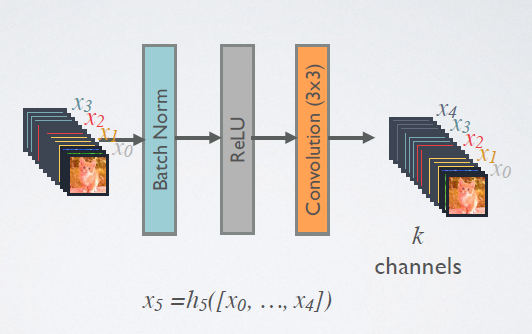 x3
x2
x1
x0
Batch Norm
ReLU
Convolution (3x3)
x4
x3
x2
x1
x0
k
channels
x5 =h5([x0, …, x4])